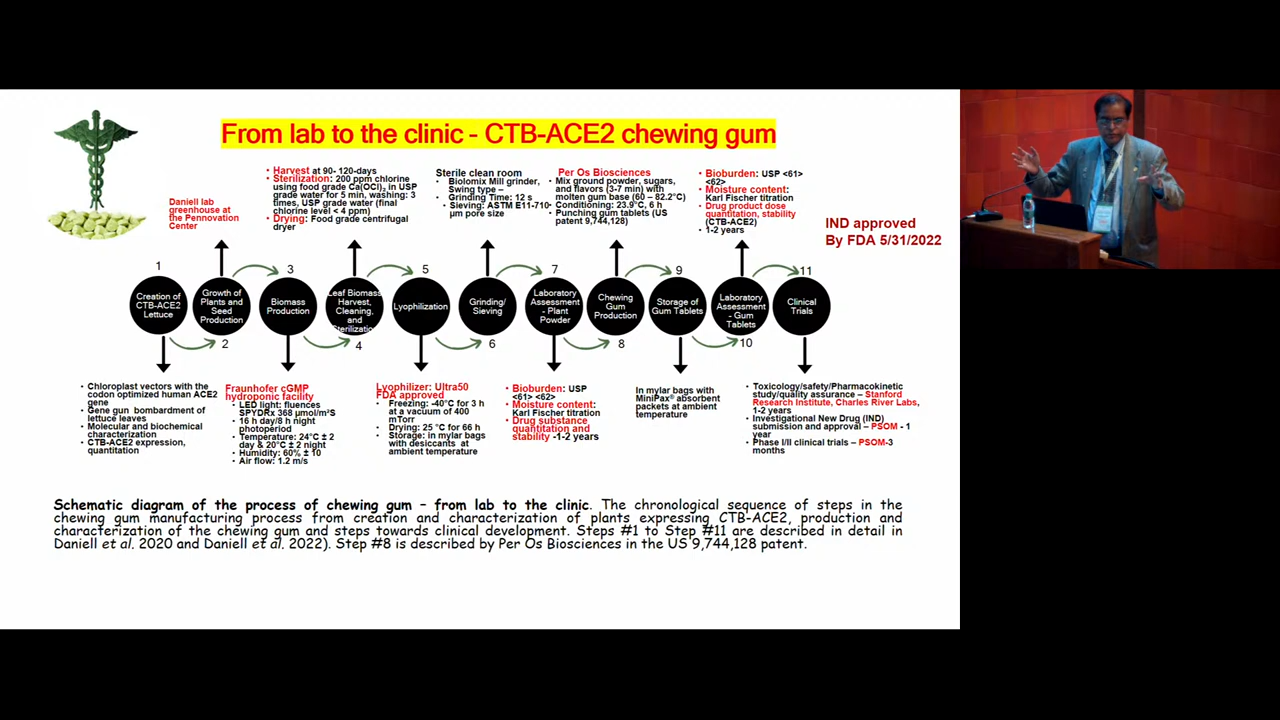 From lab to the clinic - CTB-ACE2 chewing gum
Daniell lab
greenhouse at
the Pennovation
Center
• Harvest at 90- 120-days
• Sterilization: 200 ppm chlorine
using food grade Ca(OCl)₂ in USP
grade water for 5 min, washing: 3
times, USP grade water (final
chlorine level < 4 ppm)
• Drying: Food grade centrifugal
dryer
Sterile clean room
• Biolomix Mill grinder,
Swing type –
• Grinding Time: 12 s
• Sieving: ASTM E11-710-
µm pore size
Per Os Biosciences
• Mix ground powder, sugars,
and flavors (3-7 min) with
molten gum base (60 – 82.2°C)
• Conditioning: 23.9°C, 6 h
• Punching gum tablets (US
patent 9,744,128)
• Bioburden: USP <61>
<62>
• Moisture content:
Karl Fischer titration
• Drug product dose
quantitation, stability
(CTB-ACE2)
• 1-2 years
IND approved
By FDA 5/31/2022
1
Creation of
CTB-ACE2
Lettuce
2
Growth of
Plants and
Seed
Production
3
Biomass
Production
4
Leaf Biomass
Harvest,
Cleaning,
and
Sterilization
5
Lyophilization
6
Grinding/
Sieving
7
Laboratory
Assessment
- Plant
Powder
8
Chewing
Gum
Production
9
Storage of
Gum Tablets
10
Laboratory
Assessment
- Gum
Tablets
11
Clinical
Trials
• Chloroplast vectors with the
codon optimized human ACE2
gene
• Gene gun bombardment of
lettuce leaves
• Molecular and biochemical
characterization
• CTB-ACE2 expression,
quantitation
Fraunhofer cGMP
hydroponic facility
• LED light: fluences
SPYDRx 368 µmol/m²S
• 16 h day/8 h night
photoperiod
• Temperature: 24°C ± 2
day & 20°C ± 2 night
• Humidity: 60% ± 10
• Air flow: 1.2 m/s
Lyophilizer: Ultra50
FDA approved
• Freezing: -40°C for 3 h
at a vacuum of 400
mTorr
• Drying: 25 °C for 66 h
• Storage: in mylar bags
with desiccants at
ambient temperature
• Bioburden: USP
<61> <62>
• Moisture content:
Karl Fischer titration
• Drug substance
quantitation and
stability -1-2 years
In mylar bags with
MiniPax® absorbent
packets at ambient
temperature
• Toxicology/safety/Pharmacokinetic
study/quality assurance – Stanford
Research Institute, Charles River Labs,
1-2 years
• Investigational New Drug (IND)
submission and approval – PSOM - 1
year
• Phase I/II clinical trials – PSOM-3
months
Schematic diagram of the process of chewing gum – from lab to the clinic. The chronological sequence of steps in the
chewing gum manufacturing process from creation and characterization of plants expressing CTB-ACE2, production and
characterization of the chewing gum and steps towards clinical development. Steps #1 to Step #11 are described in detail in
Daniell et al. 2020 and Daniell et al. 2022). Step #8 is described by Per Os Biosciences in the US 9,744,128 patent.